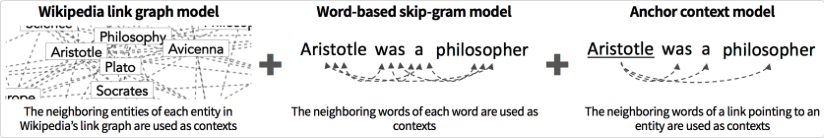 Wikipedia link graph model
Philosophy
Aristotle
Avicenna
Plato
Socrates
The neighboring entities of each entity in
Wikipedia's link graph are used as contexts
+
Word-based skip-gram model
Aristotle was a philosopher
The neighboring words of each word are used as
contexts
+
Anchor context model
Aristotle was a philosopher
The neighboring words of a link pointing to an
entity are used as contexts